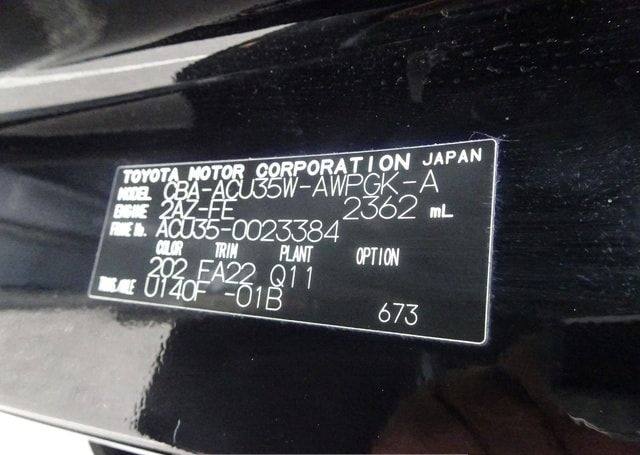 TOYOTA MOTOR CORPORATION JAPAN
MODEL CBA-ACU35W-AWPGK-A
ENGINE 2AZ-FE 2362 mL
FRAME No. ACU35-0023384
COLOR TRIM PLANT OPTION
202 FA22 Q11
TRANS./AXLE U140F -01B
673